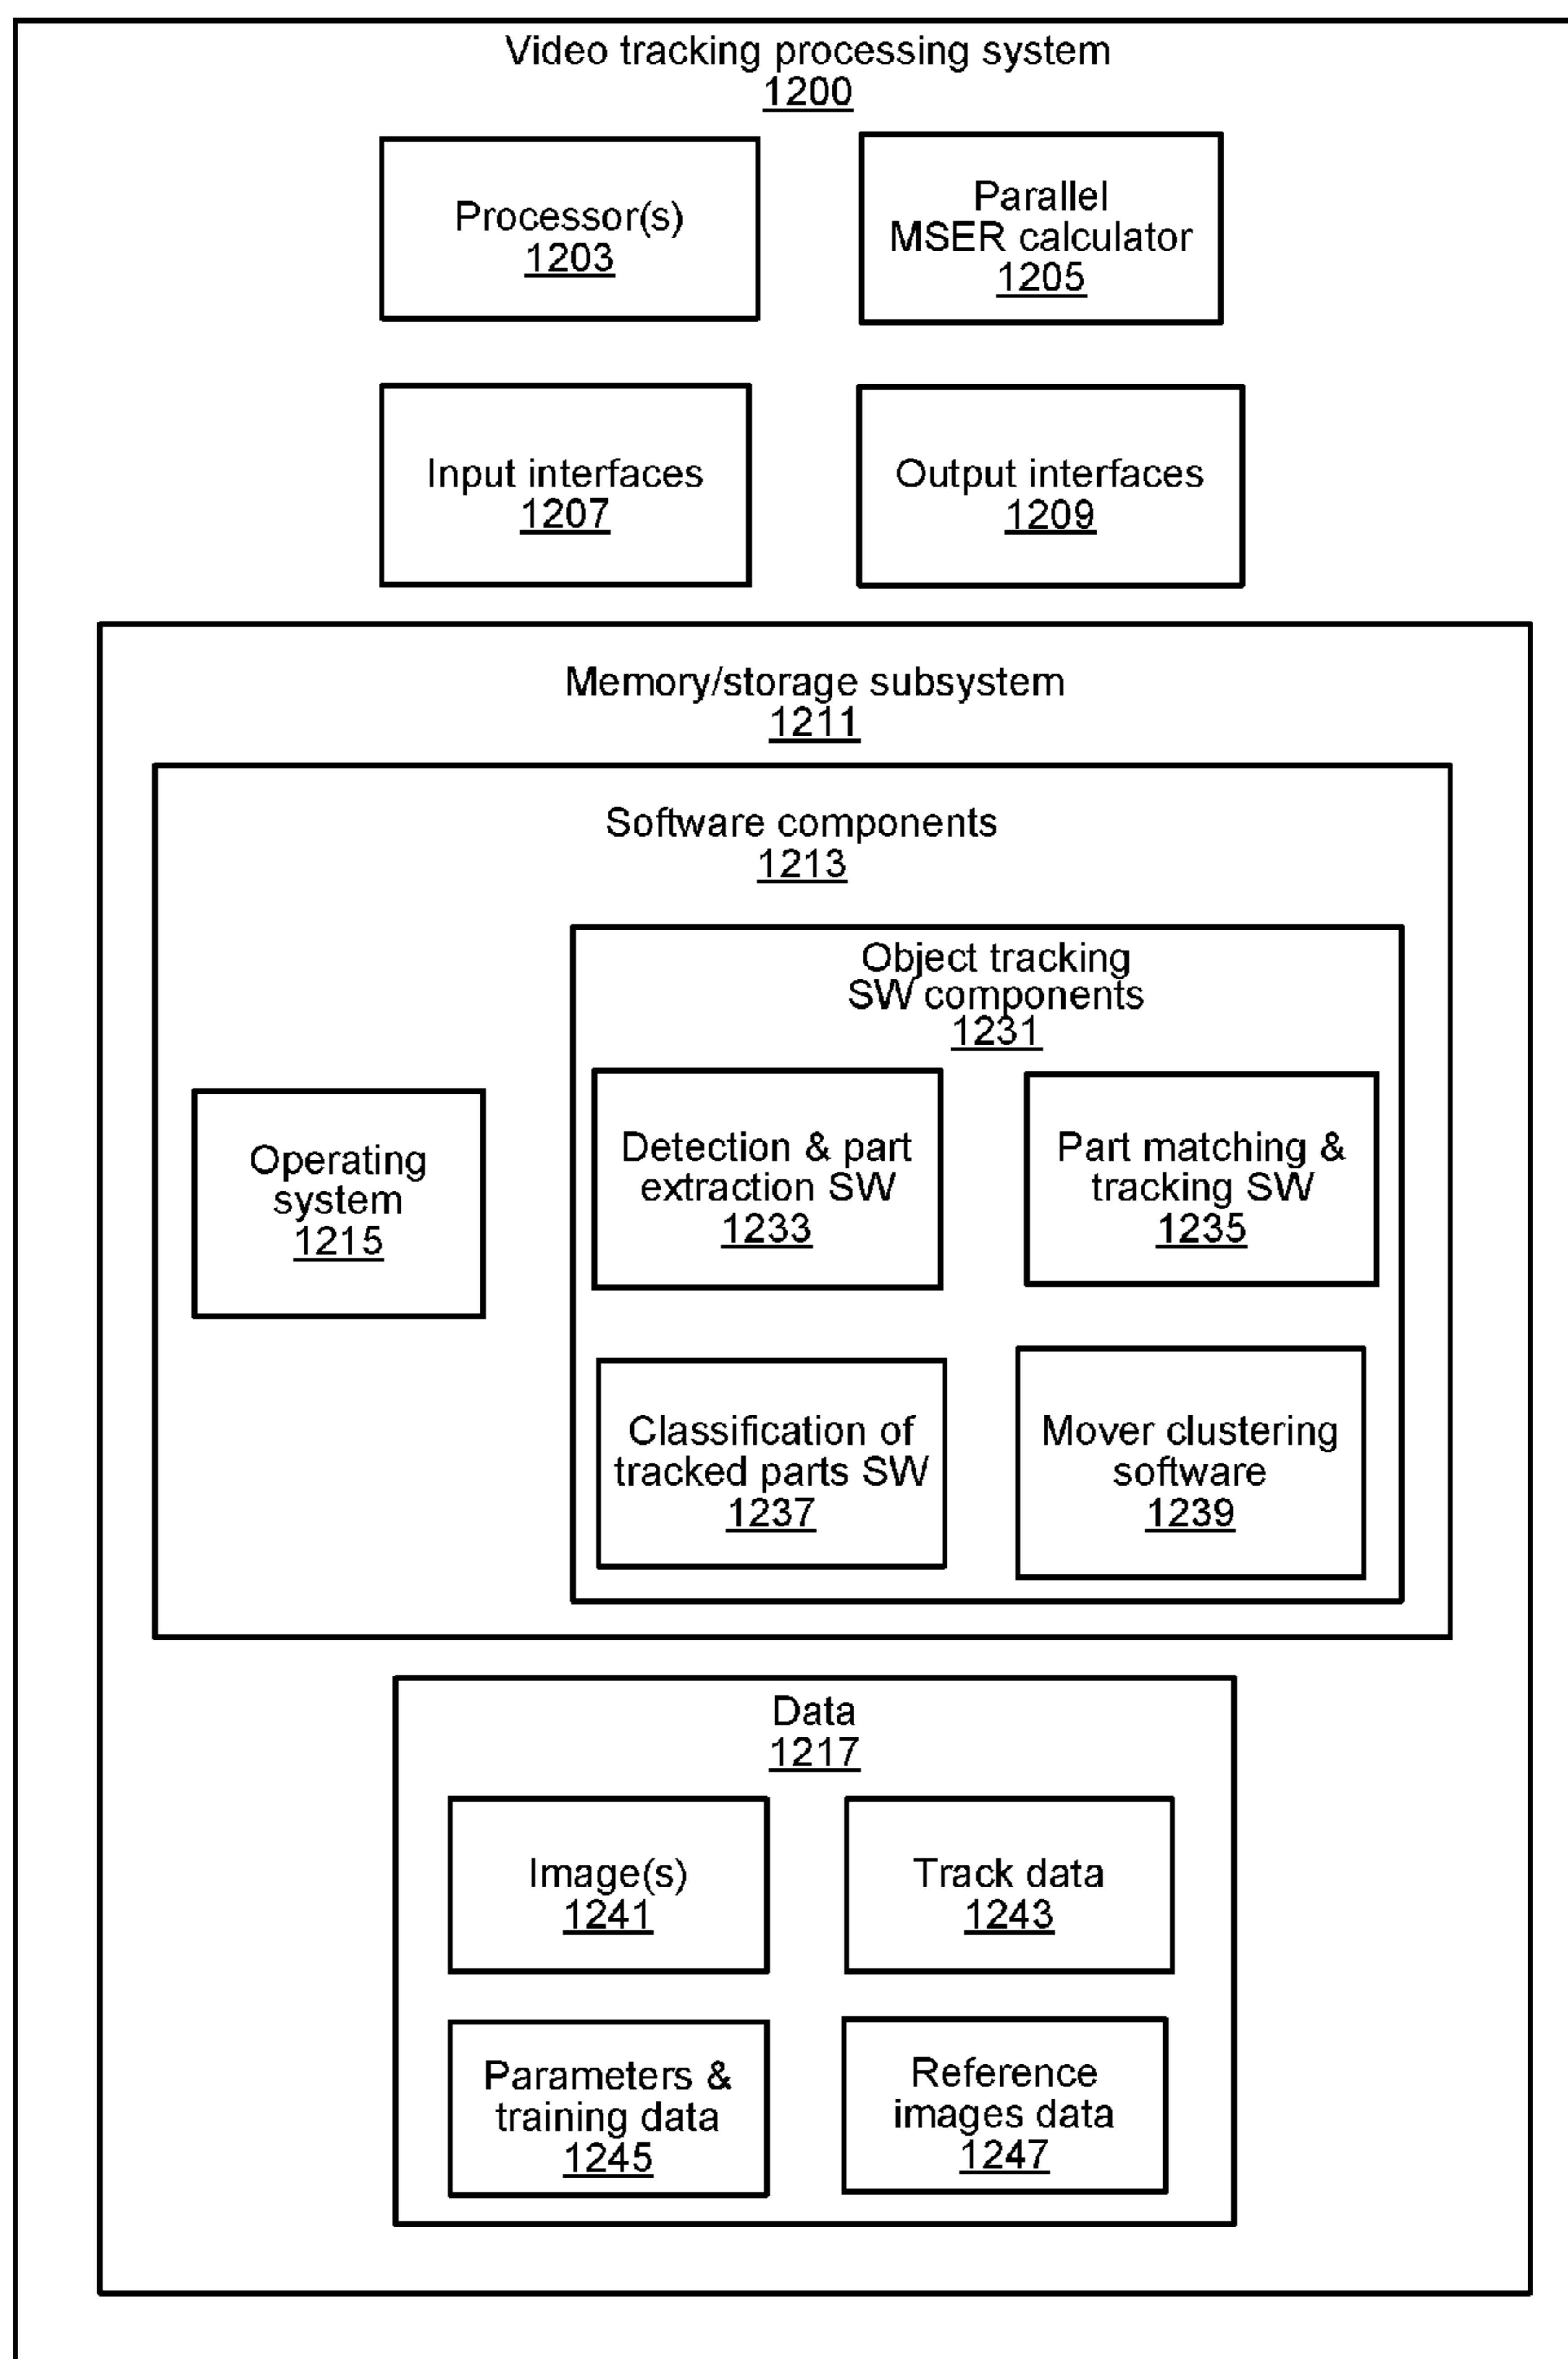 Video tracking processing system
1200
Processor(s)
1203
Parallel
MSER calculator
1205
Input interfaces
1207
Output interfaces
1209
Memory/storage subsystem
1211
Software components
1213
Object tracking
SW components
1231
Operating
system
1215
Detection & part
extraction SW
1233
Part matching &
tracking SW
1235
Classification of
tracked parts SW
1237
Mover clustering
software
1239
Data
1217
Image(s)
1241
Track data
1243
Parameters &
training data
1245
Reference
images data
1247